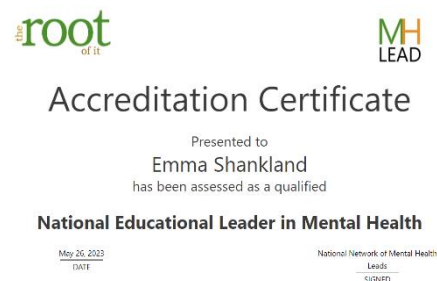 the root of it
MH
LEAD
Accreditation Certificate
Presented to
Emma Shankland
has been assessed as a qualified
National Educational Leader in Mental Health
May 26, 2023
DATE
National Network of Mental Health
Leads
SIGNED